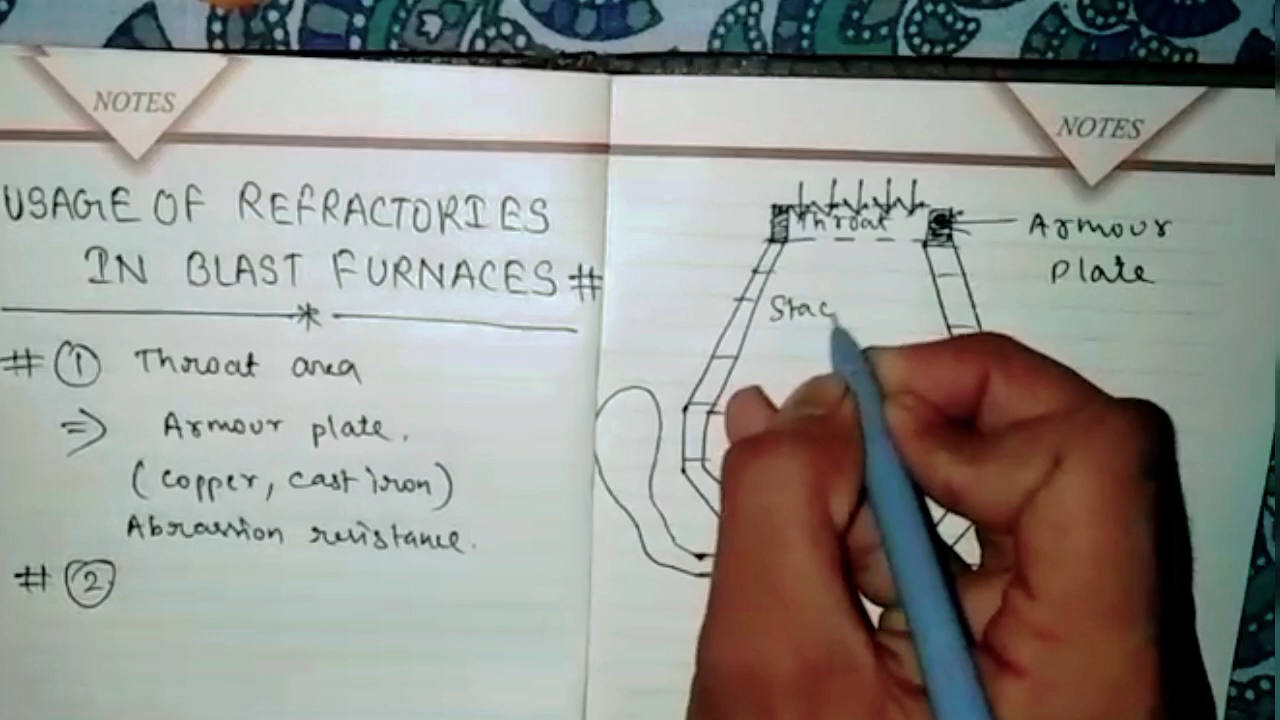 NOTES
USAGE OF REFRACTORIES
IN BLAST FURNACES #
# ① Throat area
⇒ Armour plate.
(copper, cast iron)
Abrassion resistance.
# ②
NOTES
Throat
Armour
Plate
Stac